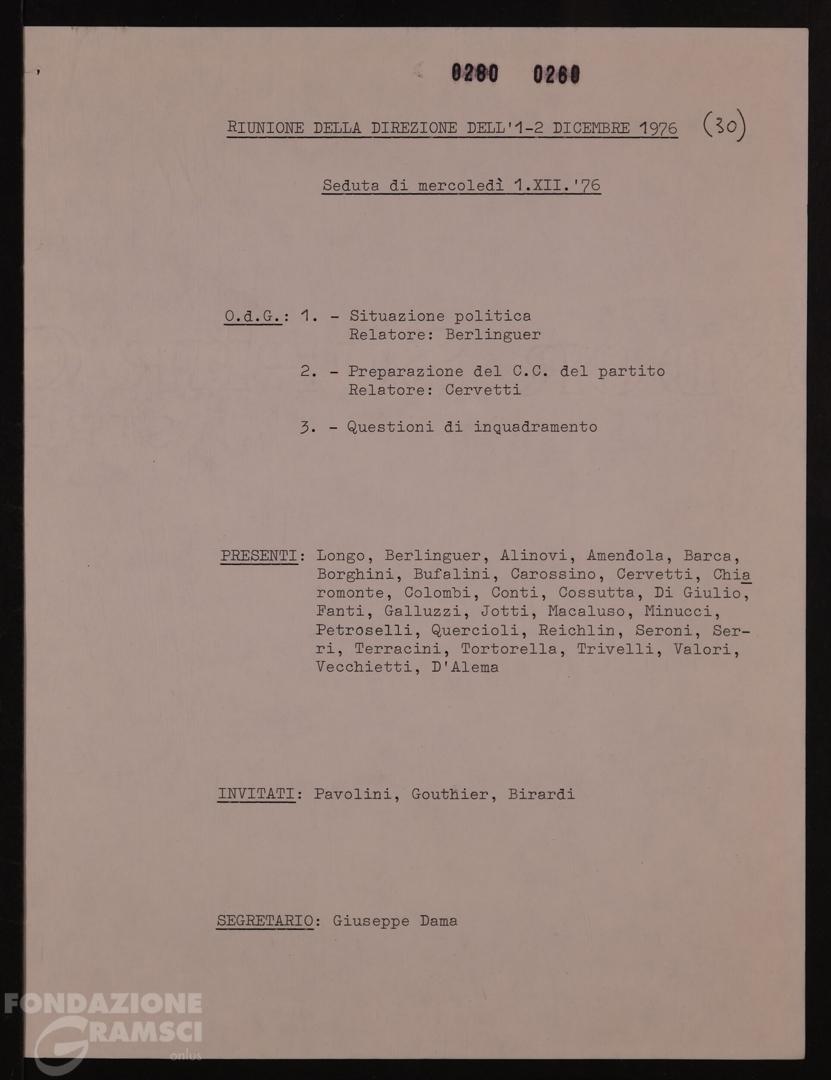 0280 0260
RIUNIONE DELLA DIREZIONE DELL'1-2 DICEMBRE 1976 (30)
Seduta di mercoledì 1.XII.'76
O.d.G.: 1. - Situazione politica
Relatore: Berlinguer
2. - Preparazione del C.C. del partito
Relatore: Cervetti
3. - Questioni di inquadramento
PRESENTI: Longo, Berlinguer, Alinovi, Amendola, Barca,
Borghini, Bufalini, Carossino, Cervetti, Chia
romonte, Colombi, Conti, Cossutta, Di Giulio,
Fanti, Galluzzi, Jotti, Macaluso, Minucci,
Petroselli, Quercioli, Reichlin, Seroni, Ser-
ri, Terracini, Tortorella, Trivelli, Valori,
Vecchietti, D'Alema
INVITATI: Pavolini, Gouthier, Birardi
SEGRETARIO: Giuseppe Dama
FONDAZIONE
GRAMSCI
onlus